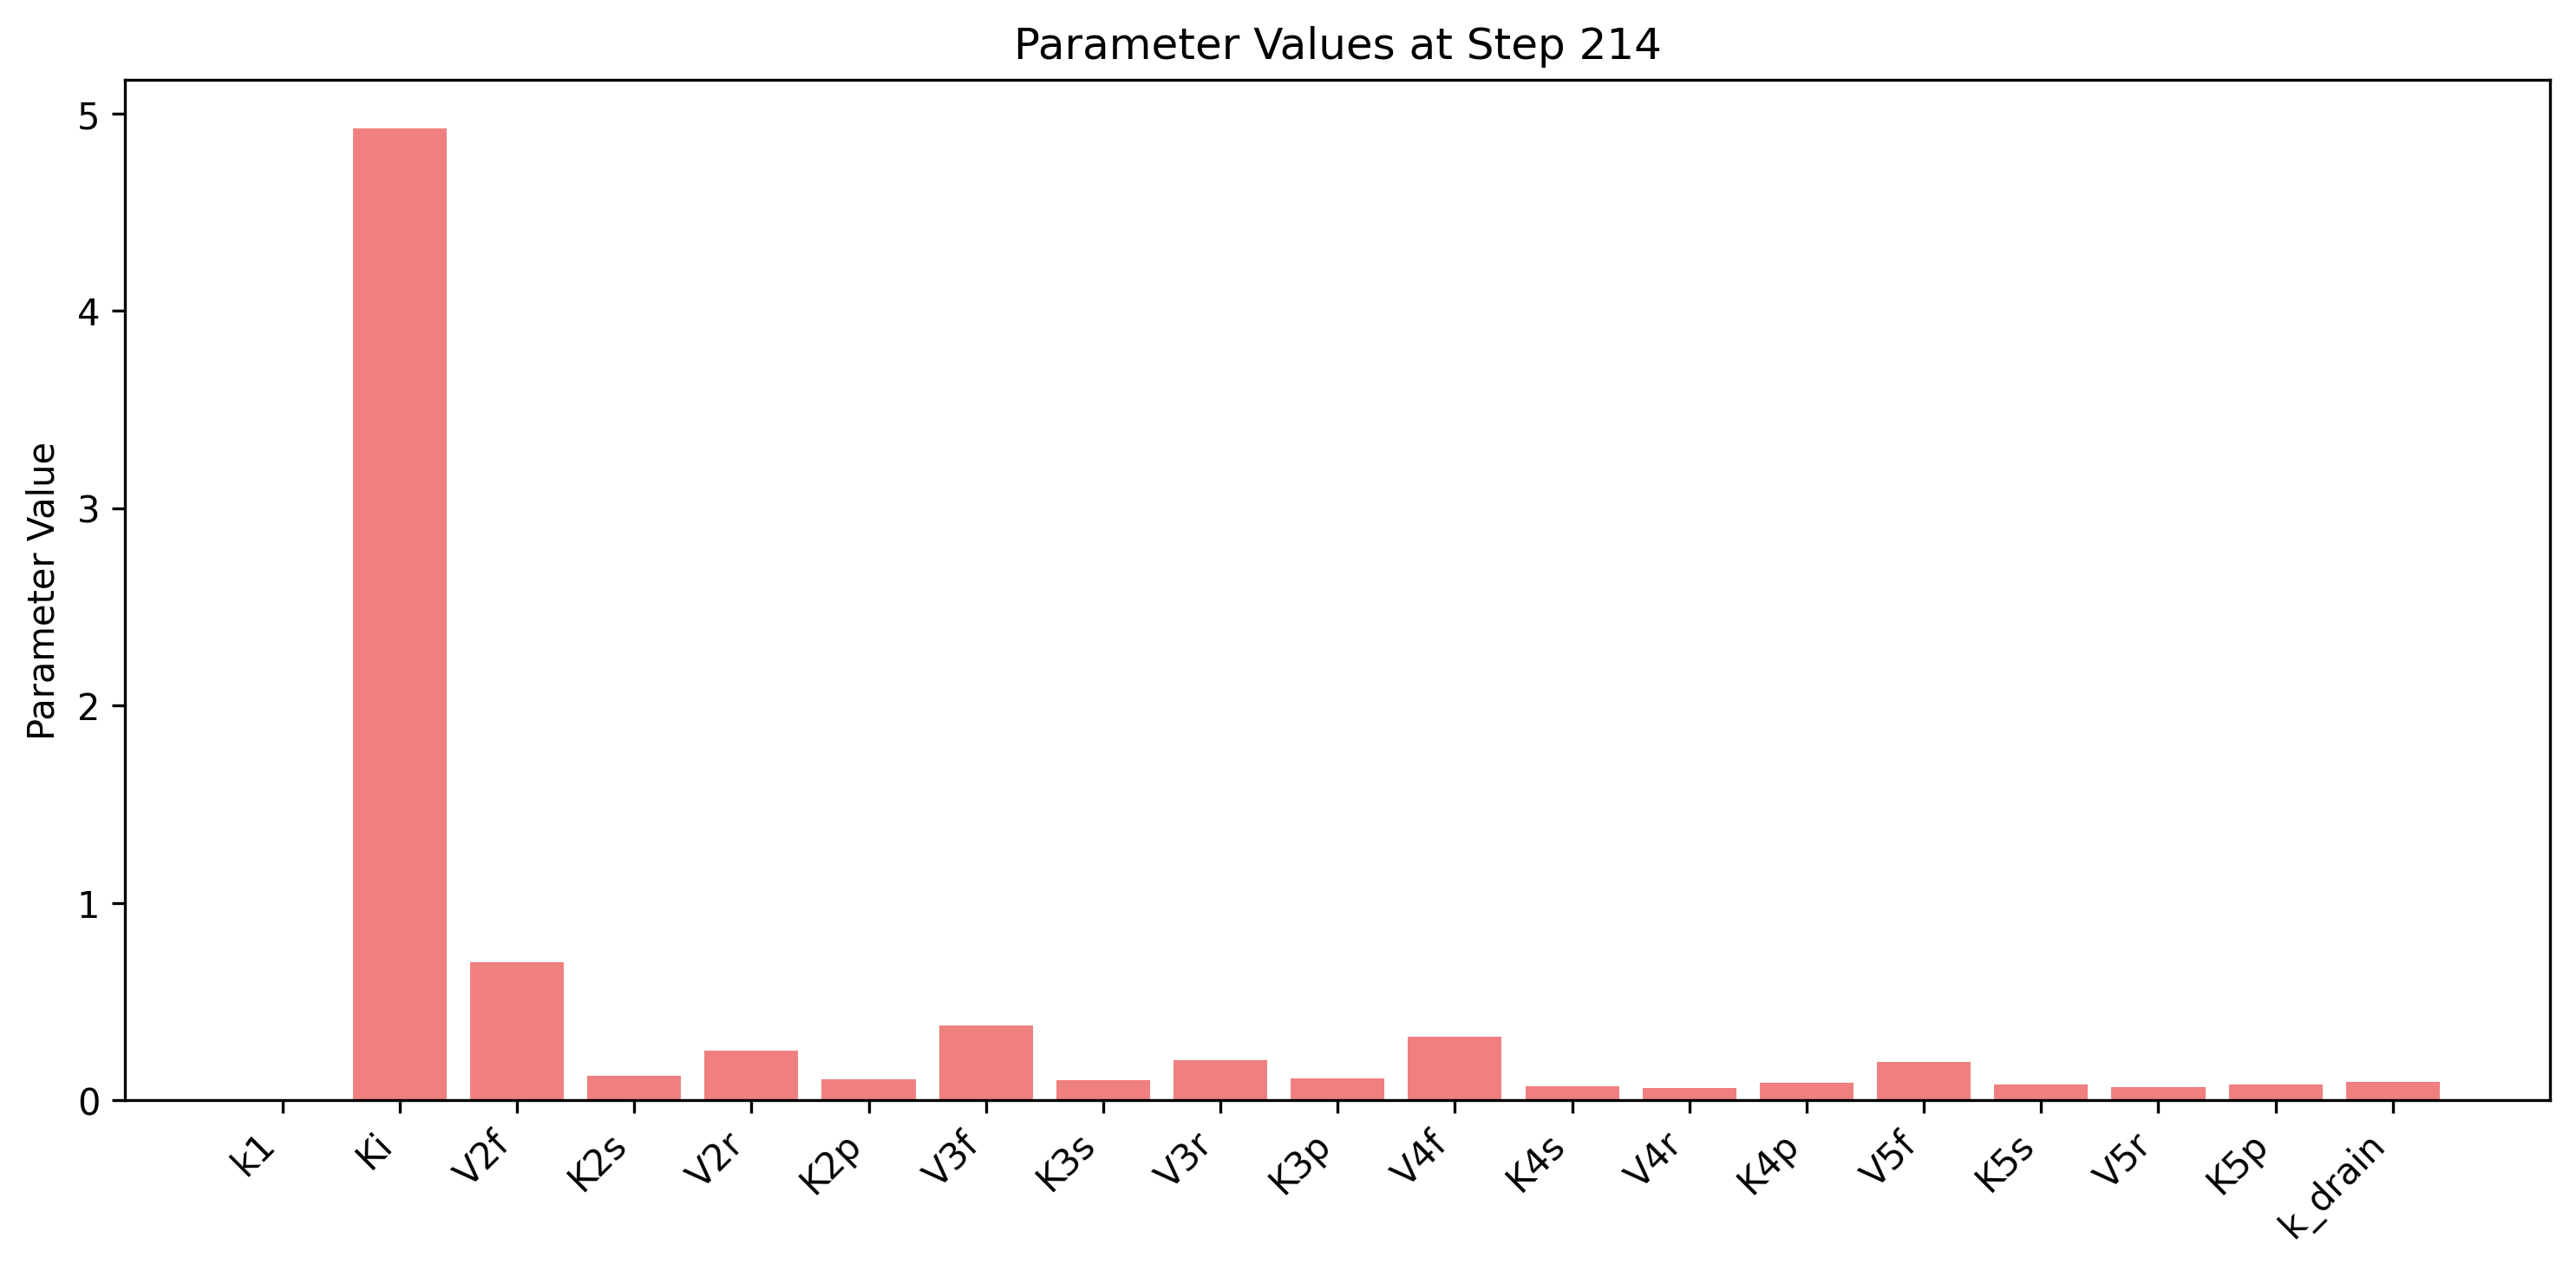 Parameter Values at Step 214
Parameter Value
5
4
3
2
1
0
k1
Ki
V2f
K2s
V2r
K2p
V3f
K3s
V3r
K3p
V4f
K4s
V4r
K4p
V5f
K5s
V5r
K5p
k_drain